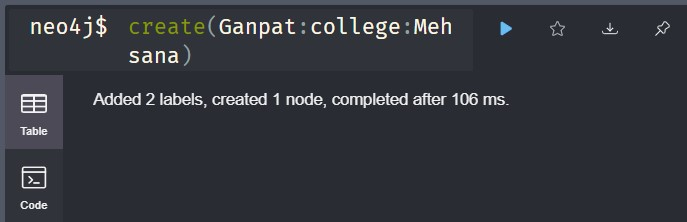 neo4j$ create(Ganpat:college:Meh
sana)
Added 2 labels, created 1 node, completed after 106 ms.
Table
Code